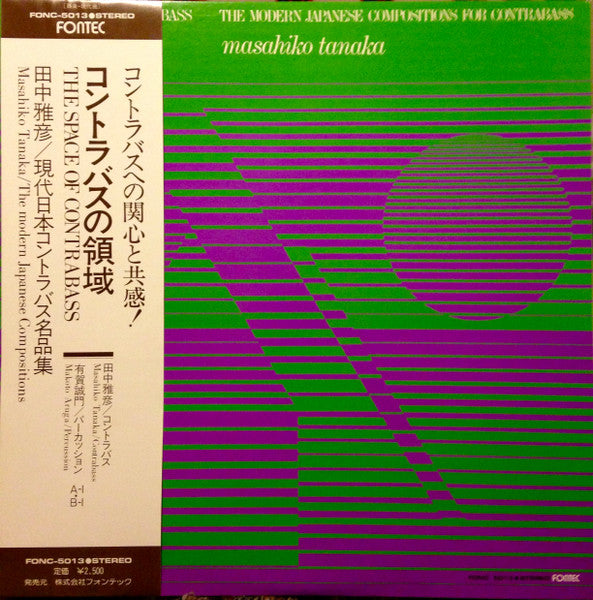 FONC-5013●STEREO
FONTEC
コントラバスへの関心と共感!
コントラバスの領域
THE SPACE OF CONTRABASS
田中雅彦/現代日本コントラバス名品集
Masahiko Tanaka/The modern Japanese Compositions
田中雅彦/コントラバス
Masahiko Tanaka/Contrabass
有賀誠門/パーカッション
Makoto Aruga/Percussion
A-1
B-1
FONC-5013●STEREO
定価 ¥2,500
発売元 株式会社フォンテック
BASS THE MODERN JAPANESE COMPOSITIONS FOR CONTRABASS
masahiko tanaka
FONC-5013●STEREO FONTEC